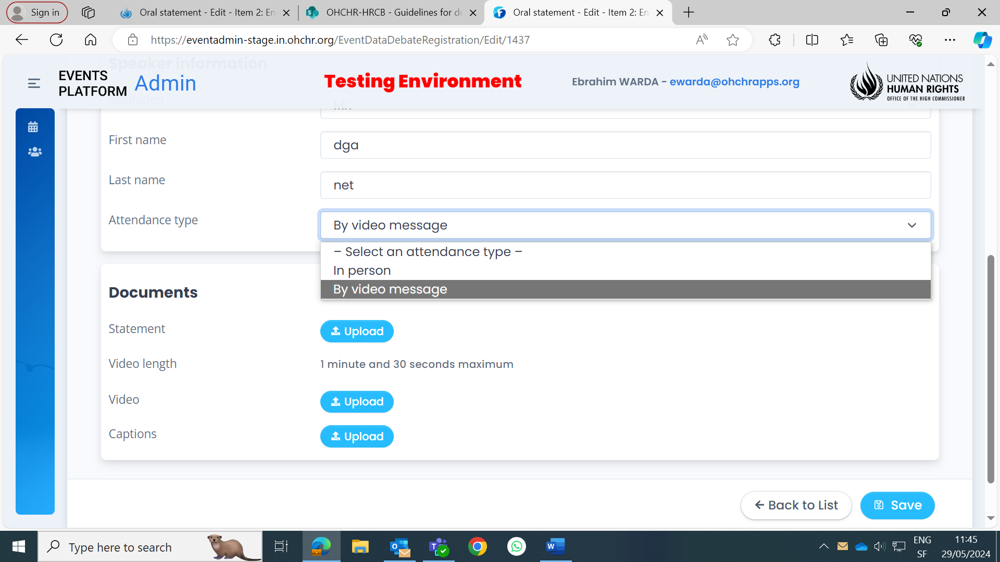 Sign in
Oral statement - Edit - Item 2: En
OHCHR-HRCB - Guidelines for de
Oral statement - Edit - Item 2: En
https://eventadmin-stage.in.ohchr.org/EventDataDebateRegistration/Edit/1437
Speaker information
EVENTS
PLATFORM
Admin
Testing Environment
Ebrahim WARDA - ewarda@ohchrapps.org
UNITED NATIONS
HUMAN RIGHTS
OFFICE OF THE HIGH COMMISSIONER
Salutation
Mr.
First name
dga
Last name
net
Attendance type
By video message
– Select an attendance type –
In person
By video message
Documents
Statement
Upload
Video length
1 minute and 30 seconds maximum
Video
Upload
Captions
Upload
Back to List
Save
Type here to search
ENG
SF
11:45
29/05/2024